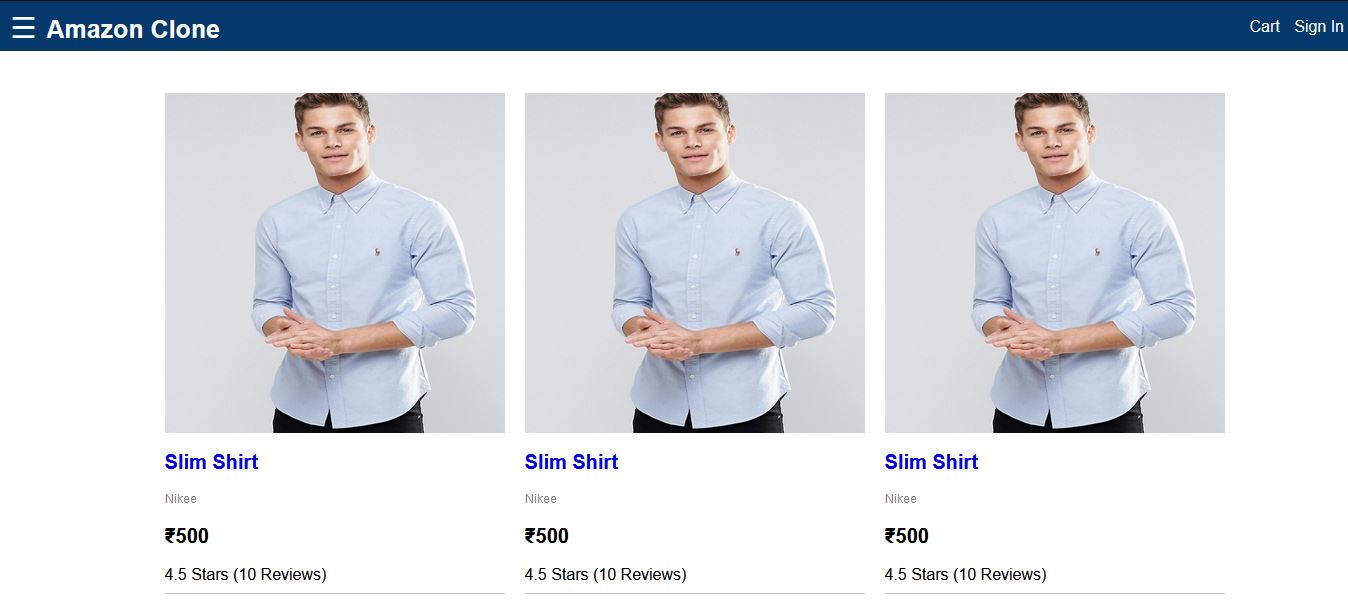 ☰ Amazon Clone
Cart Sign In
Slim Shirt Slim Shirt Slim Shirt
Nikee Nikee Nikee
₹500 ₹500 ₹500
4.5 Stars (10 Reviews) 4.5 Stars (10 Reviews) 4.5 Stars (10 Reviews)